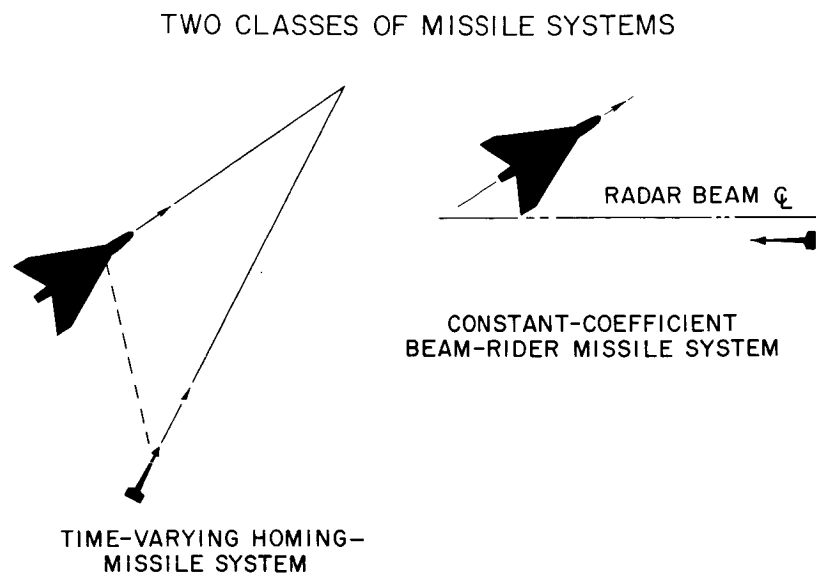 TWO CLASSES OF MISSILE SYSTEMS
RADAR BEAM ℄
CONSTANT-COEFFICIENT
BEAM-RIDER MISSILE SYSTEM
TIME-VARYING HOMING-
MISSILE SYSTEM